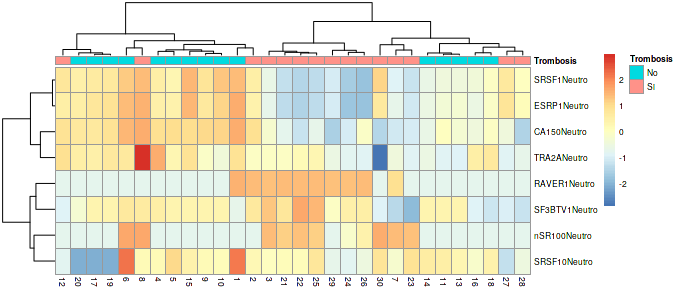 Trombosis
SRSF1Neutro
ESRP1Neutro
CA150Neutro
TRA2ANeutro
RAVER1Neutro
SF3BTV1Neutro
nSR100Neutro
SRSF10Neutro
12 20 17 19 6 8 4 5 15 9 10 1 2 3 21 22 25 29 24 26 30 7 23 14 11 13 16 18 27 28
2
1
0
-1
-2
Trombosis
No
SI